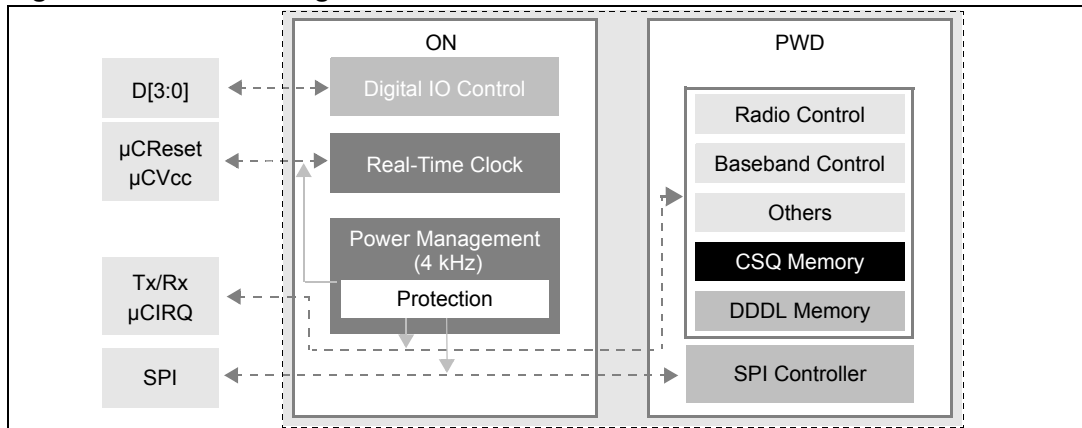 ON
PWD
D[3:0]
Digital IO Control
Radio Control
µCReset
µCVcc
Real-Time Clock
Baseband Control
Others
Power Management
(4 kHz)
CSQ Memory
Tx/Rx
µCIRQ
Protection
DDDL Memory
SPI
SPI Controller